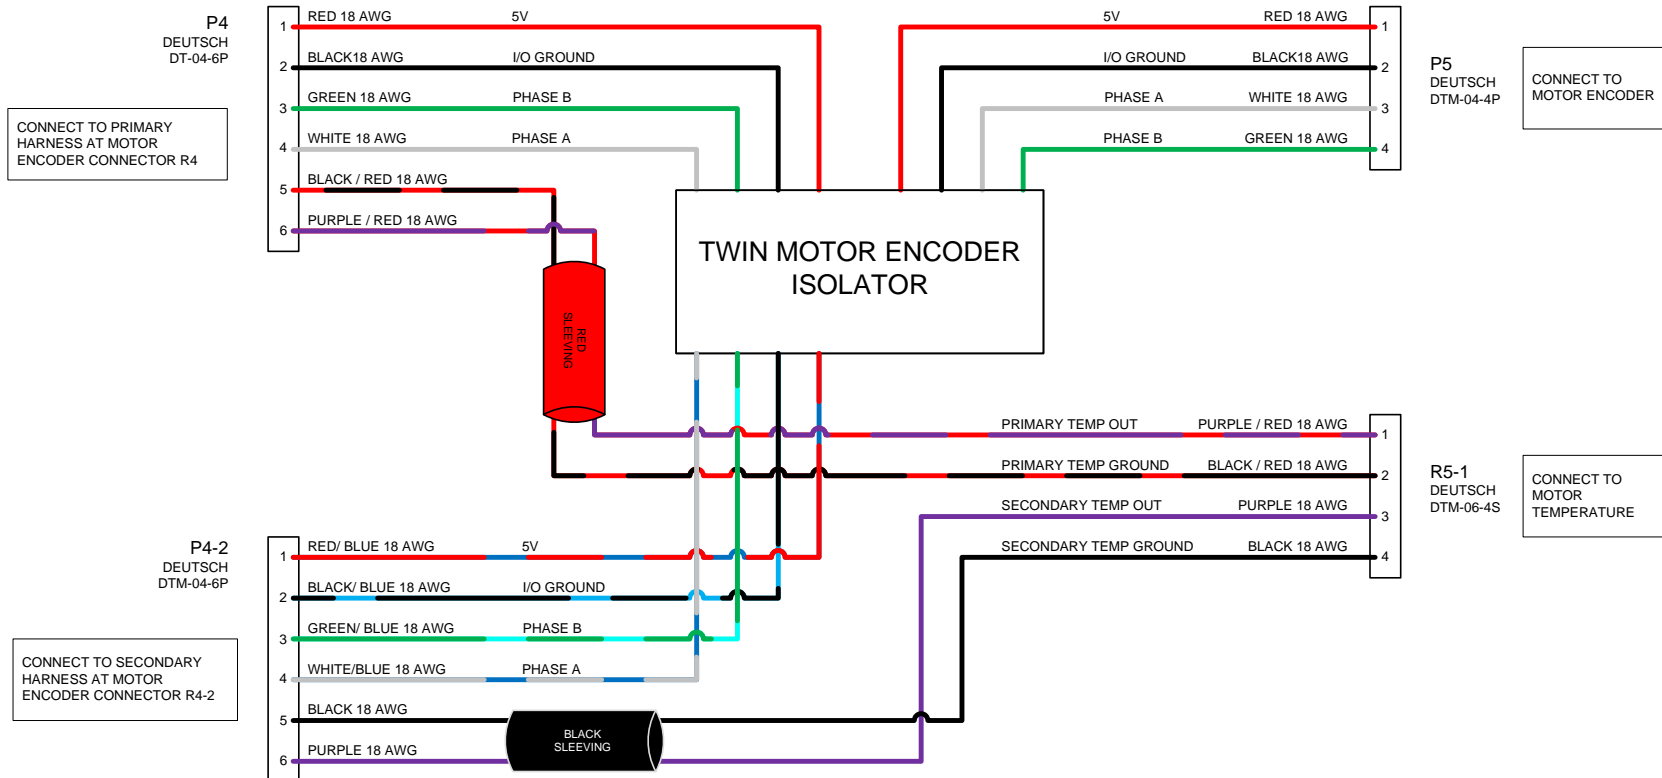 P4
DEUTSCH
DT-04-6P
CONNECT TO PRIMARY
HARNESS AT MOTOR
ENCODER CONNECTOR R4
1 RED 18 AWG 5V
2 BLACK18 AWG I/O GROUND
3 GREEN 18 AWG PHASE B
4 WHITE 18 AWG PHASE A
5 BLACK / RED 18 AWG
6 PURPLE / RED 18 AWG
5V RED 18 AWG 1
I/O GROUND BLACK18 AWG 2
PHASE A WHITE 18 AWG 3
PHASE B GREEN 18 AWG 4
P5
DEUTSCH
DTM-04-4P
CONNECT TO
MOTOR ENCODER
TWIN MOTOR ENCODER
ISOLATOR
RED
SLEEVING
PRIMARY TEMP OUT PURPLE / RED 18 AWG 1
PRIMARY TEMP GROUND BLACK / RED 18 AWG 2
SECONDARY TEMP OUT PURPLE 18 AWG 3
SECONDARY TEMP GROUND BLACK 18 AWG 4
R5-1
DEUTSCH
DTM-06-4S
CONNECT TO
MOTOR
TEMPERATURE
P4-2
DEUTSCH
DTM-04-6P
CONNECT TO SECONDARY
HARNESS AT MOTOR
ENCODER CONNECTOR R4-2
1 RED/ BLUE 18 AWG 5V
2 BLACK/ BLUE 18 AWG I/O GROUND
3 GREEN/ BLUE 18 AWG PHASE B
4 WHITE/BLUE 18 AWG PHASE A
5 BLACK 18 AWG
6 PURPLE 18 AWG
BLACK
SLEEVING